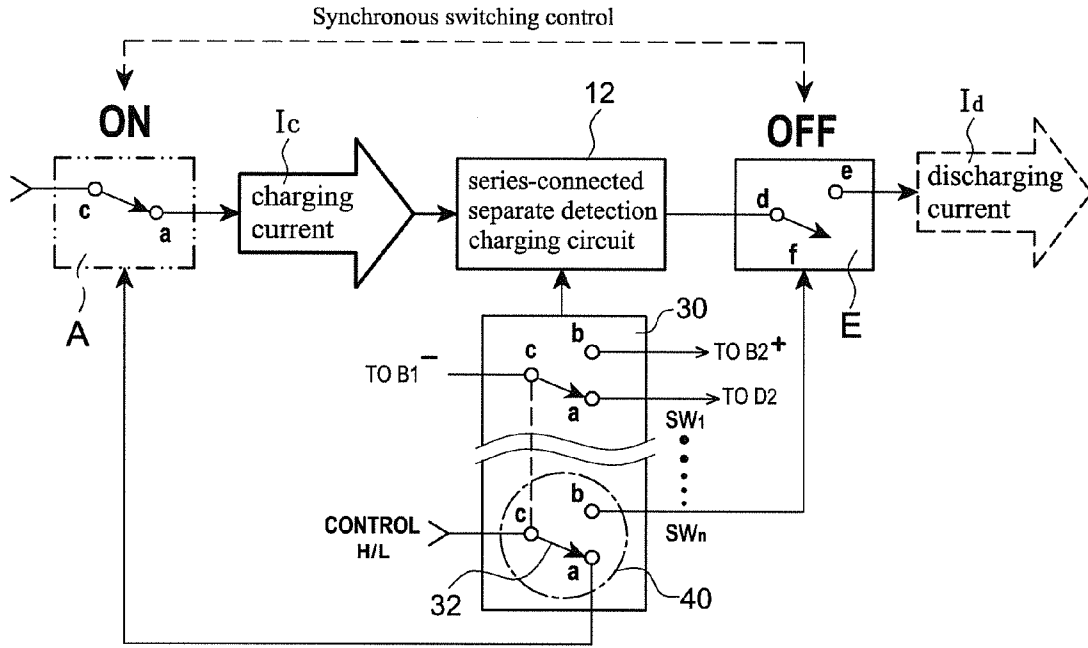 Synchronous switching control
ON
Ic
12
OFF
Id
c
a
charging
current
series-connected
separate detection
charging circuit
d
e
f
discharging
current
A
E
30
b
TO B2+
c
TO B1−
a
TO D2
SW1
b
c
CONTROL
H/L
SWn
a
32
40